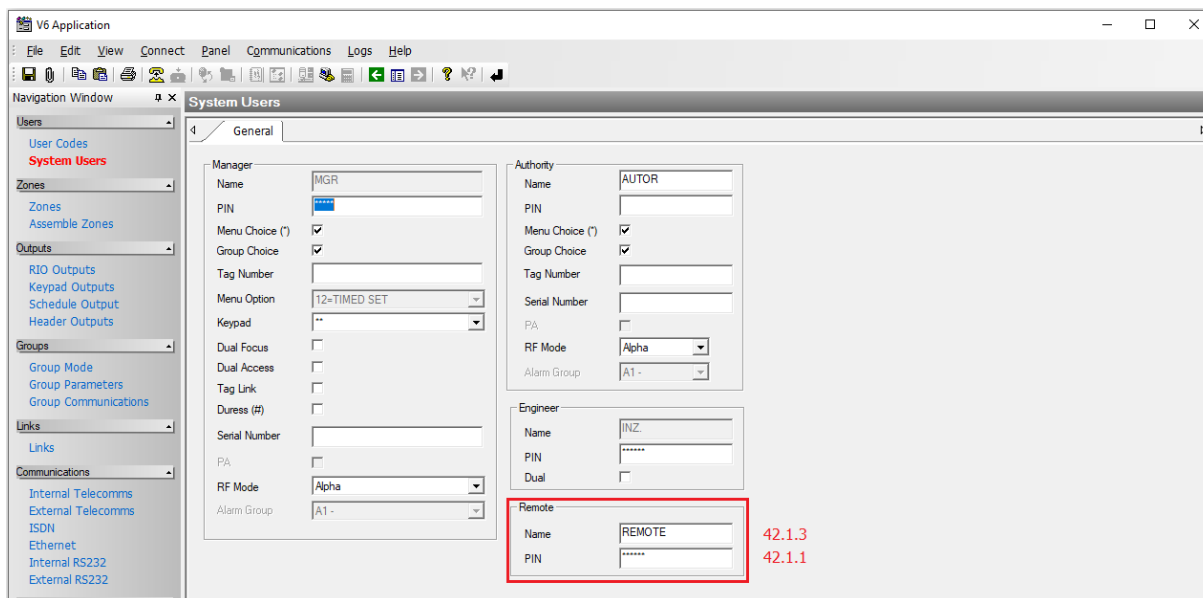 V6 Application
File Edit View Connect Panel Communications Logs Help
Navigation Window
System Users
Users
User Codes
System Users
Zones
Zones
Assemble Zones
Outputs
RIO Outputs
Keypad Outputs
Schedule Output
Header Outputs
Groups
Group Mode
Group Parameters
Group Communications
Links
Links
Communications
Internal Telecomms
External Telecomms
ISDN
Ethernet
Internal RS232
External RS232
General
Manager
Name MGR
PIN *****
Menu Choice (*)
Group Choice
Tag Number
Menu Option 12=TIMED SET
Keypad **
Dual Focus
Dual Access
Tag Link
Duress (#)
Serial Number
PA
RF Mode Alpha
Alarm Group A1 -
Authority
Name AUTOR
PIN
Menu Choice (*)
Group Choice
Tag Number
Serial Number
PA
RF Mode Alpha
Alarm Group A1 -
Engineer
Name INZ.
PIN ******
Dual
Remote
Name REMOTE 42.1.3
PIN ****** 42.1.1